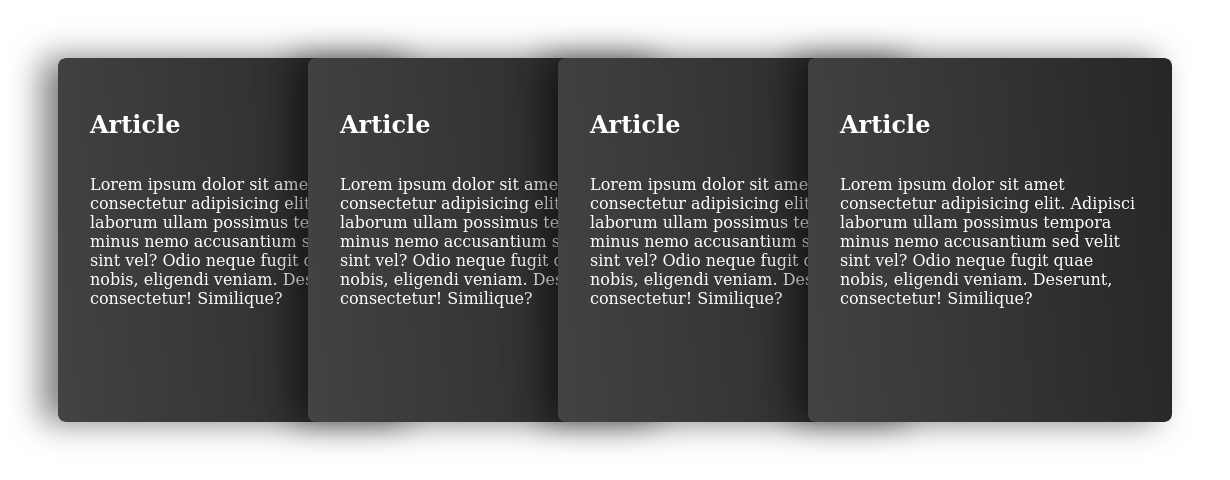 Article
Lorem ipsum dolor sit ame
consectetur adipisicing elit
laborum ullam possimus te
minus nemo accusantium s
sint vel? Odio neque fugit
nobis, eligendi veniam. Des
consectetur! Similique?
Article
Lorem ipsum dolor sit ame
consectetur adipisicing elit
laborum ullam possimus te
minus nemo accusantium s
sint vel? Odio neque fugit
nobis, eligendi veniam. Des
consectetur! Similique?
Article
Lorem ipsum dolor sit ame
consectetur adipisicing elit
laborum ullam possimus te
minus nemo accusantium s
sint vel? Odio neque fugit
nobis, eligendi veniam. Des
consectetur! Similique?
Article
Lorem ipsum dolor sit amet
consectetur adipisicing elit. Adipisci
laborum ullam possimus tempora
minus nemo accusantium sed velit
sint vel? Odio neque fugit quae
nobis, eligendi veniam. Deserunt,
consectetur! Similique?